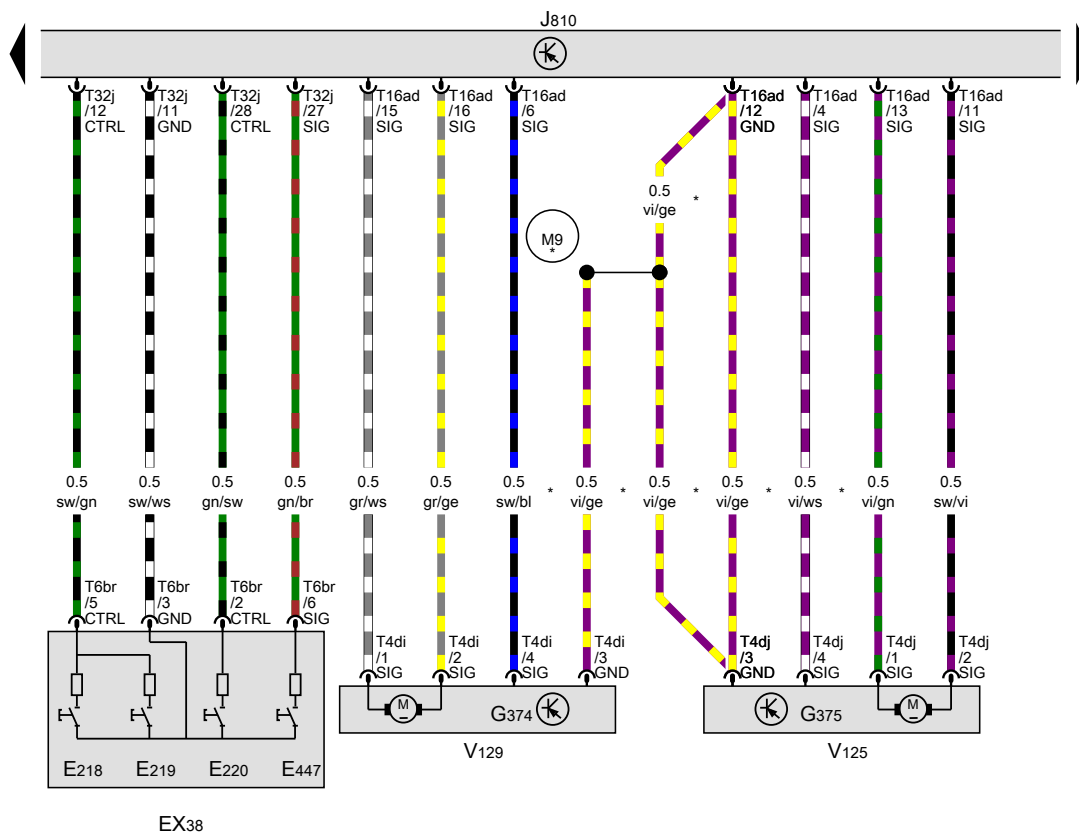 J810
T32j
/12
CTRL
T32j
/11
GND
T32j
/28
CTRL
T32j
/27
SIG
T16ad
/15
SIG
T16ad
/16
SIG
T16ad
/6
SIG
T16ad
/12
GND
T16ad
/4
SIG
T16ad
/13
SIG
T16ad
/11
SIG
0.5
vi/ge
*
M9
*
0.5
sw/gn
0.5
sw/ws
0.5
gn/sw
0.5
gn/br
0.5
gr/ws
0.5
gr/ge
0.5
sw/bl
*
0.5
vi/ge
*
0.5
vi/ge
*
0.5
vi/ge
*
0.5
vi/ws
*
0.5
vi/gn
0.5
sw/vi
T6br
/5
CTRL
T6br
/3
GND
T6br
/2
CTRL
T6br
/6
SIG
T4di
/1
SIG
T4di
/2
SIG
T4di
/4
SIG
T4di
/3
GND
T4dj
/3
GND
T4dj
/4
SIG
T4dj
/1
SIG
T4dj
/2
SIG
M
G374
G375
M
V129
V125
E218
E219
E220
E447
EX38